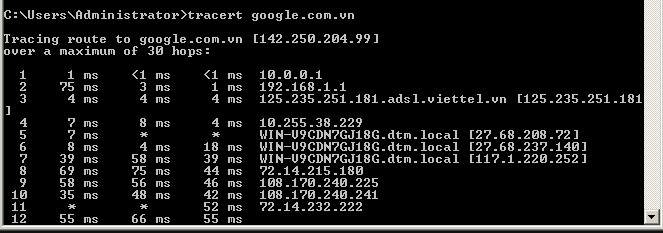 C:\Users\Administrator>tracert google.com.vn
Tracing route to google.com.vn [142.250.204.99]
over a maximum of 30 hops:
1 1 ms <1 ms <1 ms 10.0.0.1
2 75 ms 3 ms 1 ms 192.168.1.1
3 4 ms 4 ms 4 ms 125.235.251.181.adsl.viettel.vn [125.235.251.181
]
4 7 ms 8 ms 4 ms 10.255.38.229
5 7 ms * * WIN-V9CDN7GJ18G.dtm.local [27.68.208.72]
6 8 ms 4 ms 18 ms WIN-V9CDN7GJ18G.dtm.local [27.68.237.140]
7 39 ms 58 ms 39 ms WIN-V9CDN7GJ18G.dtm.local [117.1.220.252]
8 69 ms 75 ms 44 ms 72.14.215.180
9 58 ms 56 ms 46 ms 108.170.240.225
10 35 ms 48 ms 42 ms 108.170.240.241
11 * * 52 ms 72.14.232.222
12 55 ms 66 ms 55 ms